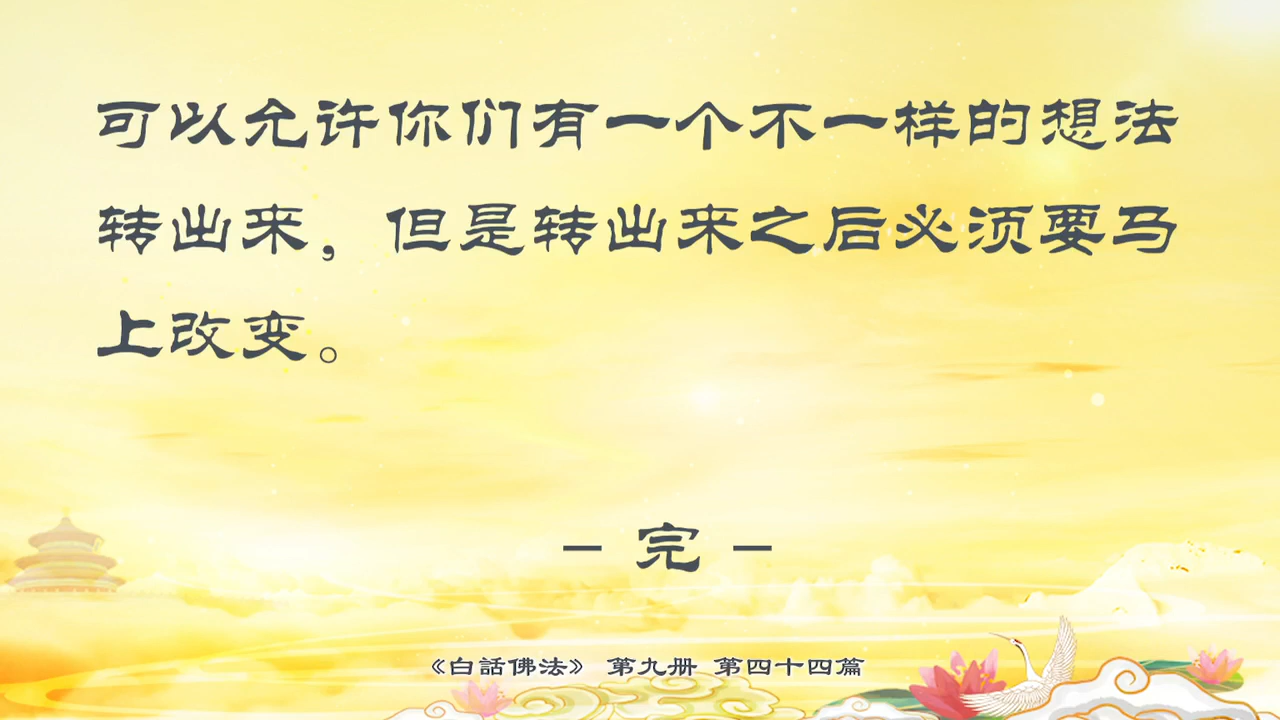 可以允许你们有一个不一样的想法
转出来，但是转出来之后必须要马
上改变。
— 完 —
《白話佛法》 第九册 第四十四篇